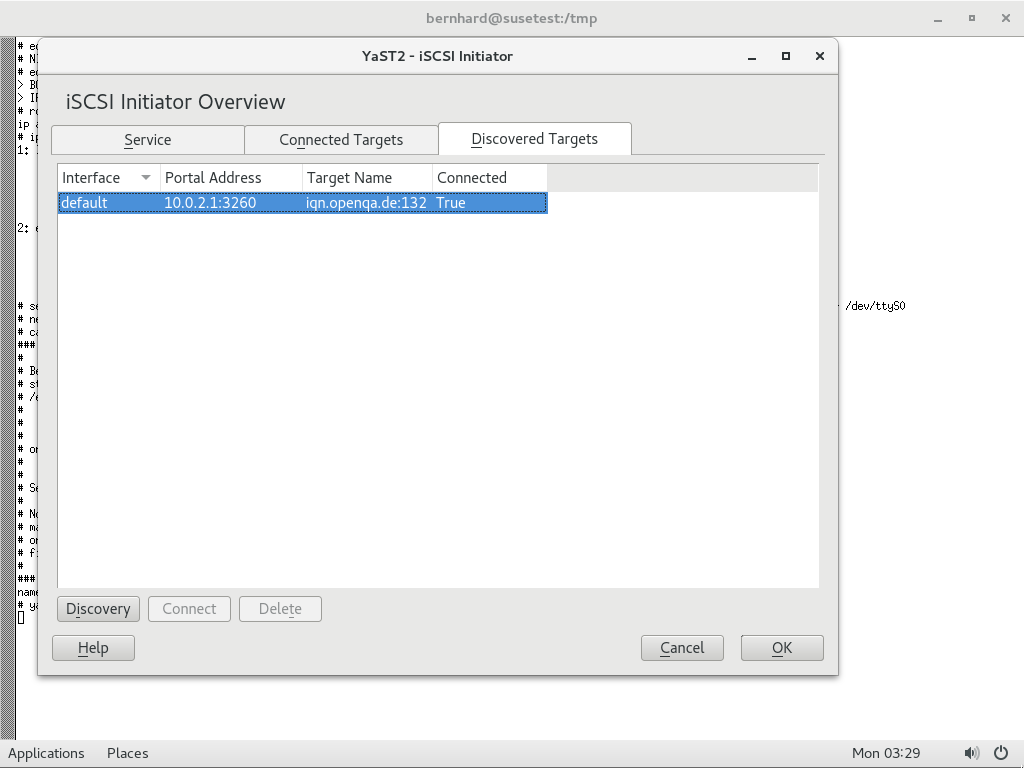 bernhard@susetest:/tmp
YaST2 - iSCSI Initiator
iSCSI Initiator Overview
Service
Connected Targets
Discovered Targets
Interface Portal Address Target Name Connected
default 10.0.2.1:3260 iqn.openqa.de:132 True
Discovery Connect Delete
Help Cancel OK
ip
1:
2:
/dev/ttyS0
###
###
Applications Places Mon 03:29